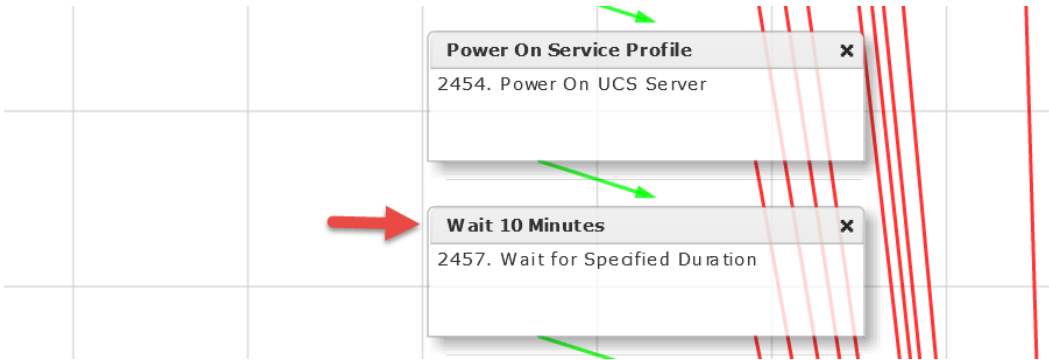 Power On Service Profile
2454. Power On UCS Server
Wait 10 Minutes
2457. Wait for Specified Duration